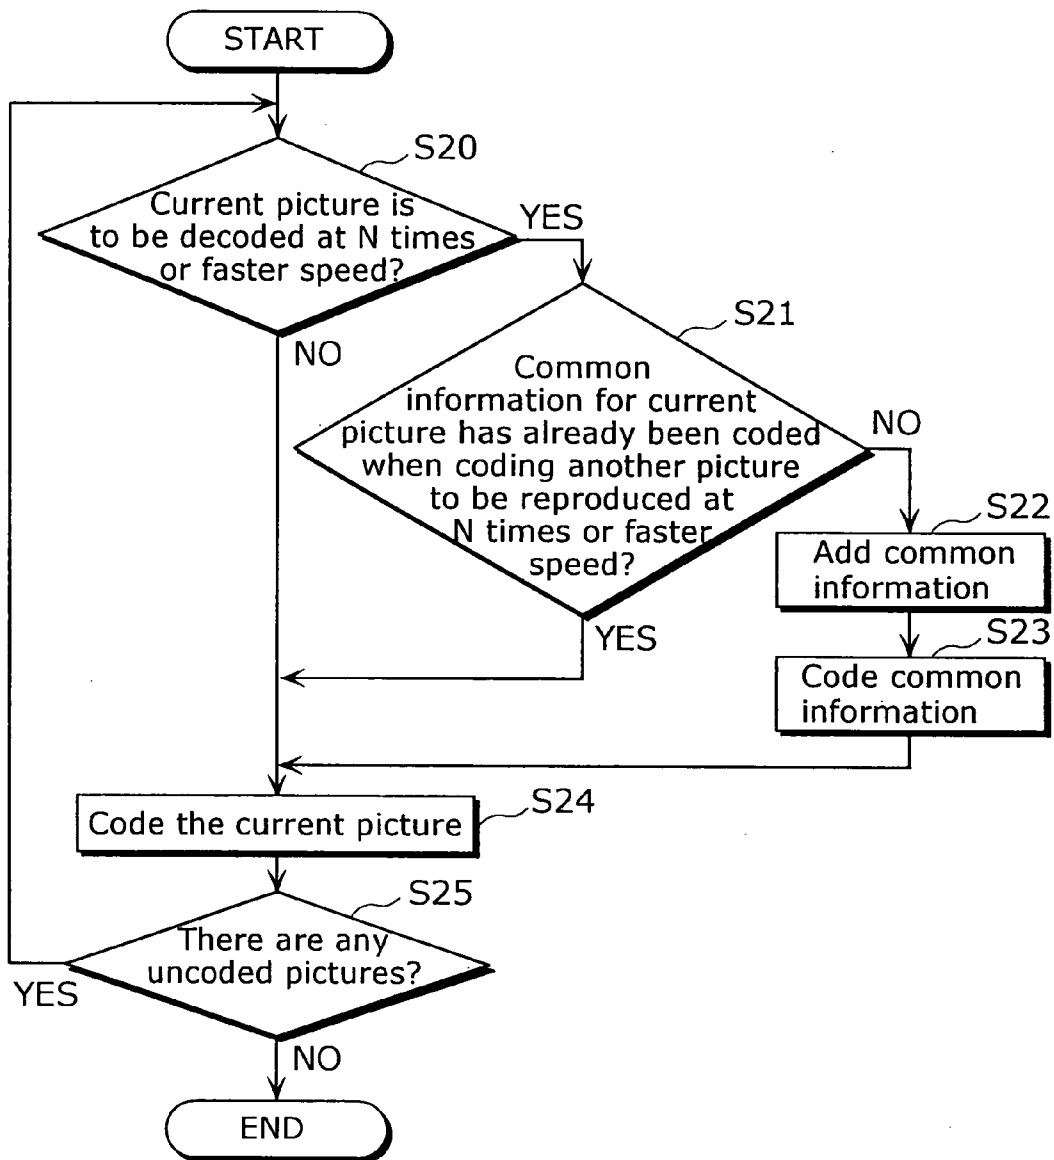 START
S20
Current picture is
to be decoded at N times
or faster speed?
YES
NO
S21
Common
information for current
picture has already been coded
when coding another picture
to be reproduced at
N times or faster
speed?
NO
YES
S22
Add common
information
S23
Code common
information
S24
Code the current picture
S25
There are any
uncoded pictures?
YES
NO
END